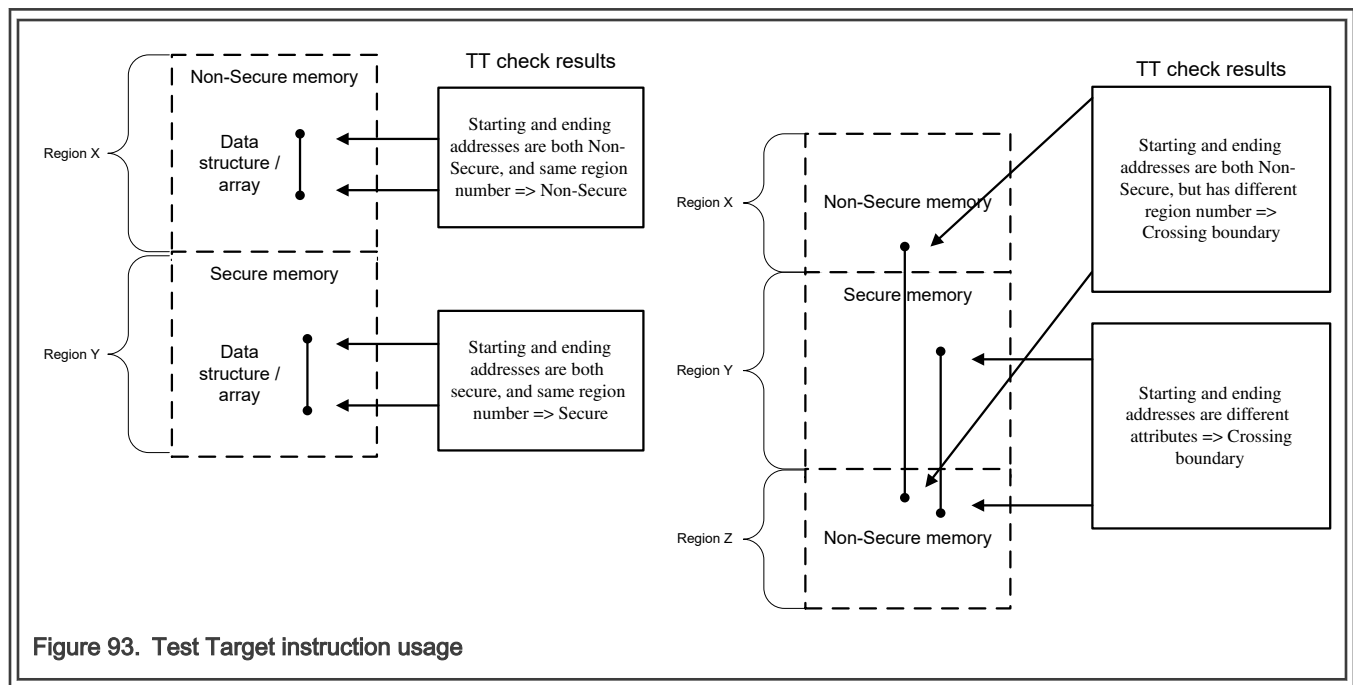 TT check results
Non-Secure memory
Region X
Data
structure /
array
Starting and ending
addresses are both Non-
Secure, and same region
number => Non-Secure
Secure memory
Region Y
Data
structure /
array
Starting and ending
addresses are both
secure, and same region
number => Secure
TT check results
Region X
Non-Secure memory
Starting and ending
addresses are both Non-
Secure, but has different
region number =>
Crossing boundary
Secure memory
Region Y
Starting and ending
addresses are different
attributes => Crossing
boundary
Region Z
Non-Secure memory
Figure 93. Test Target instruction usage